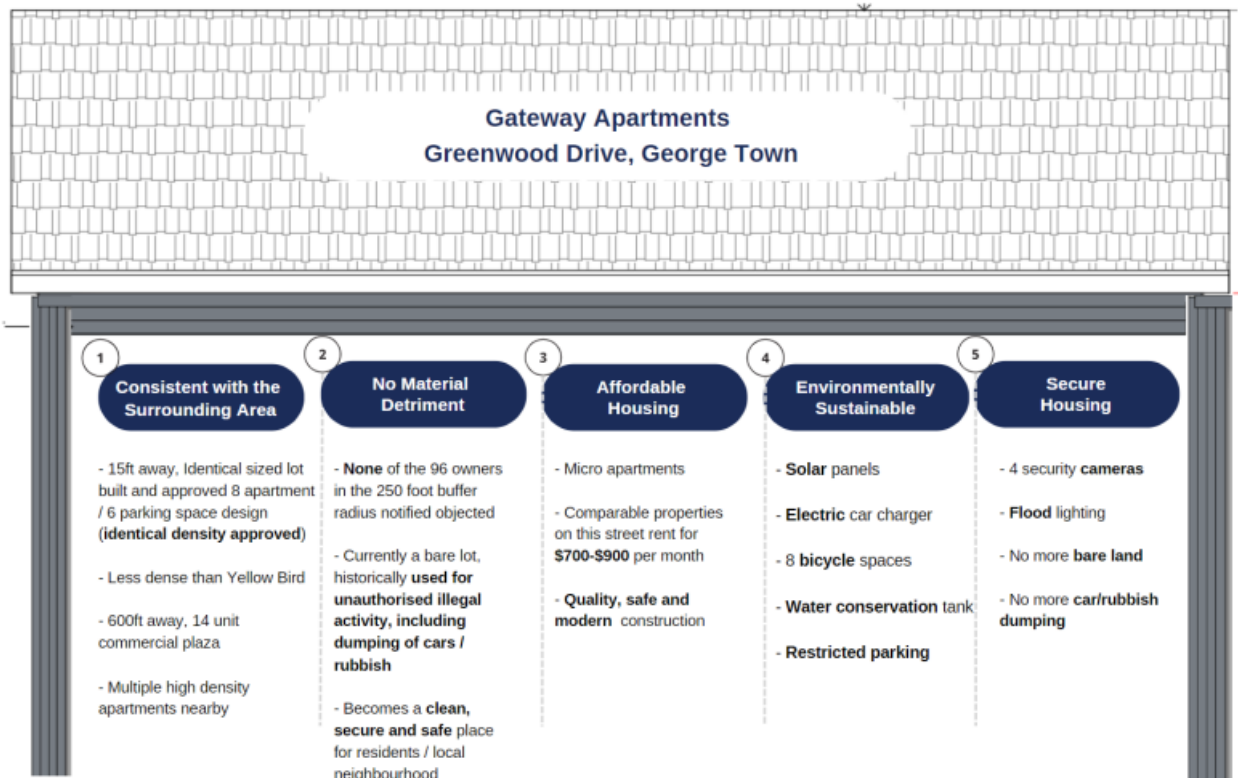 Gateway Apartments
Greenwood Drive, George Town
1
Consistent with the
Surrounding Area
- 15ft away, Identical sized lot
built and approved 8 apartment
/ 6 parking space design
(identical density approved)
- Less dense than Yellow Bird
- 600ft away, 14 unit
commercial plaza
- Multiple high density
apartments nearby
2
No Material
Detriment
- None of the 96 owners
in the 250 foot buffer
radius notified objected
- Currently a bare lot,
historically used for
unauthorised illegal
activity, including
dumping of cars /
rubbish
- Becomes a clean,
secure and safe place
for residents / local
neighbourhood
3
Affordable
Housing
- Micro apartments
- Comparable properties
on this street rent for
$700-$900 per month
- Quality, safe and
modern construction
4
Environmentally
Sustainable
- Solar panels
- Electric car charger
- 8 bicycle spaces
- Water conservation tank
- Restricted parking
5
Secure
Housing
- 4 security cameras
- Flood lighting
- No more bare land
- No more car/rubbish
dumping